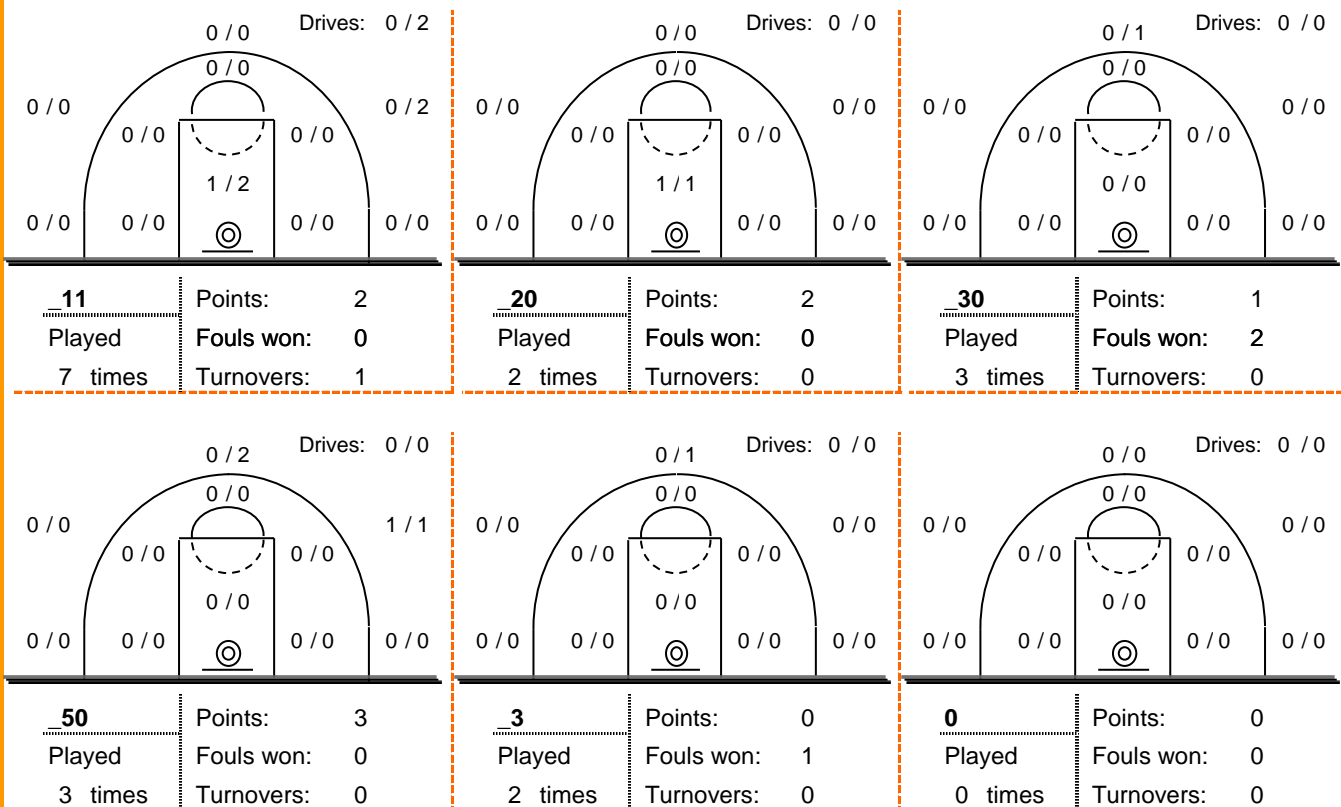 Drives: 0 / 2
0 / 0
0 / 0
0 / 0
0 / 2
0 / 0
0 / 0
1 / 2
0 / 0
0 / 0
0 / 0
0 / 0
_11
Points: 2
Played
Fouls won: 0
7 times
Turnovers: 1
Drives: 0 / 0
0 / 0
0 / 0
0 / 0
0 / 0
0 / 0
0 / 0
1 / 1
0 / 0
0 / 0
0 / 0
0 / 0
_20
Points: 2
Played
Fouls won: 0
2 times
Turnovers: 0
Drives: 0 / 0
0 / 1
0 / 0
0 / 0
0 / 0
0 / 0
0 / 0
0 / 0
0 / 0
0 / 0
0 / 0
0 / 0
_30
Points: 1
Played
Fouls won: 2
3 times
Turnovers: 0
Drives: 0 / 0
0 / 2
0 / 0
0 / 0
1 / 1
0 / 0
0 / 0
0 / 0
0 / 0
0 / 0
0 / 0
0 / 0
_50
Points: 3
Played
Fouls won: 0
3 times
Turnovers: 0
Drives: 0 / 0
0 / 1
0 / 0
0 / 0
0 / 0
0 / 0
0 / 0
0 / 0
0 / 0
0 / 0
0 / 0
0 / 0
_3
Points: 0
Played
Fouls won: 1
2 times
Turnovers: 0
Drives: 0 / 0
0 / 0
0 / 0
0 / 0
0 / 0
0 / 0
0 / 0
0 / 0
0 / 0
0 / 0
0 / 0
0 / 0
0
Points: 0
Played
Fouls won: 0
0 times
Turnovers: 0